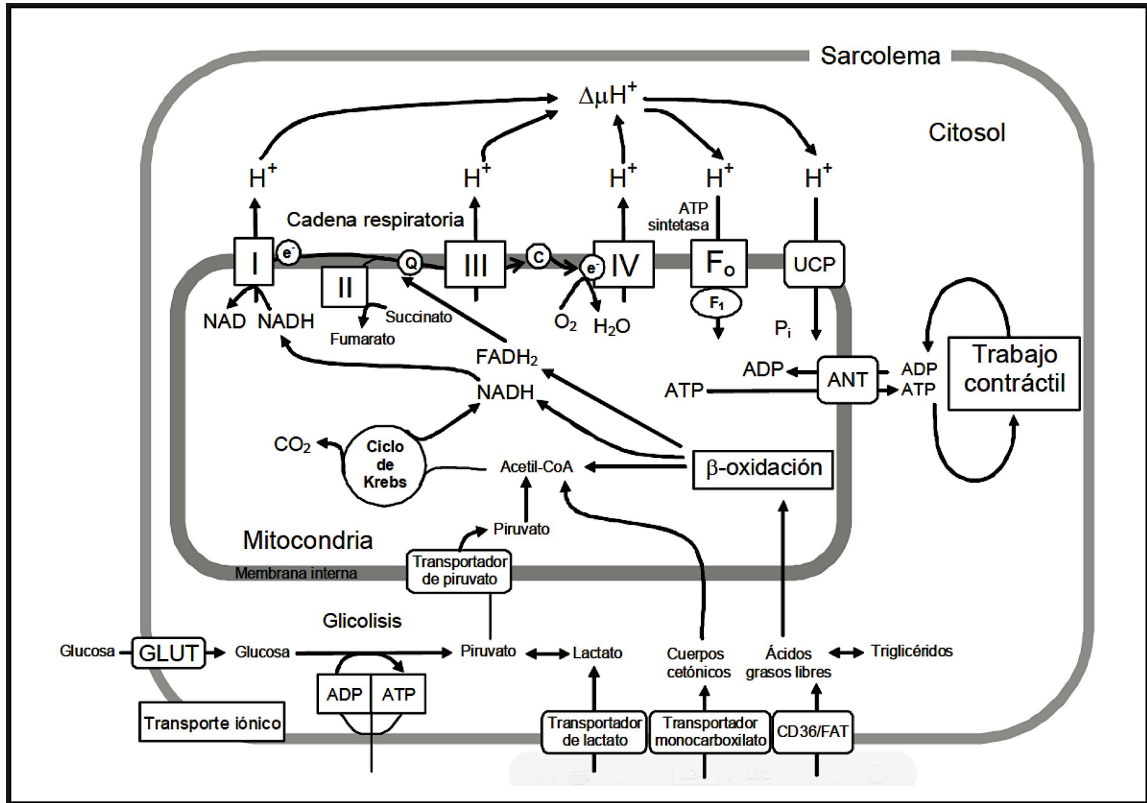 Sarcolema
ΔμH⁺
Citosol
H⁺ H⁺ H⁺ H⁺ H⁺
Cadena respiratoria
ATP
sintetasa
I e⁻ Q III C e⁻ IV F₀ UCP
II
F₁
NAD NADH
Succinato
Fumarato
O₂ H₂O
Pᵢ
FADH₂
NADH
ATP
ADP
ANT
ADP
ATP
Trabajo
contráctil
CO₂
Ciclo
de
Krebs
Acetil-CoA
β-oxidación
Piruvato
Mitocondria
Membrana interna
Transportador
de piruvato
Glicolisis
Glucosa GLUT Glucosa Piruvato Lactato
Cuerpos
cetónicos
Ácidos
grasos libres
Triglicéridos
ADP ATP
Transporte iónico
Transportador
de lactato
Transportador
monocarboxilato
CD36/FAT